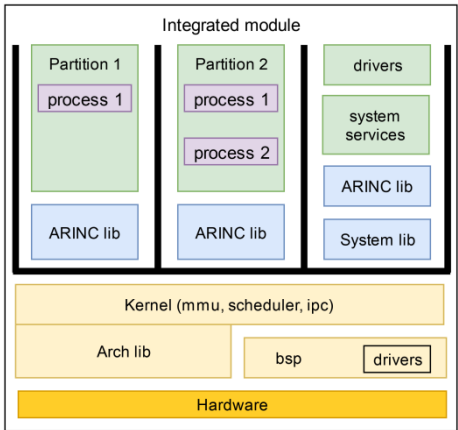 Integrated module
Partition 1
process 1
ARINC lib
Partition 2
process 1
process 2
ARINC lib
drivers
system
services
ARINC lib
System lib
Kernel (mmu, scheduler, ipc)
Arch lib
bsp
drivers
Hardware